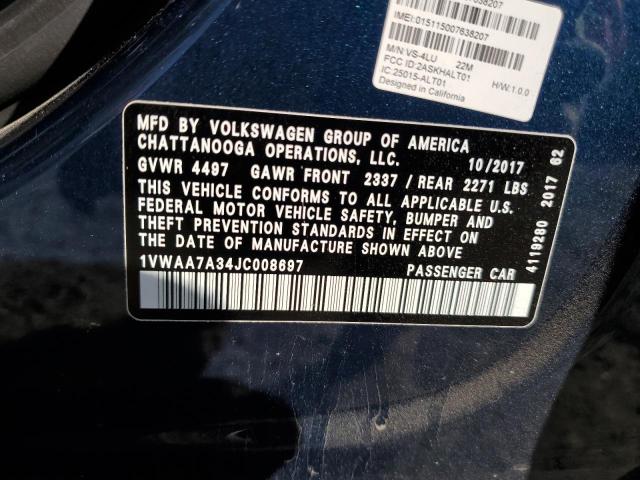 IMEI:015115007638207
M/N:VS-4LU 22M
FCC ID:2ASKHALT01
IC:25015-ALT01 H/W:1.0.0
Designed in California
MFD BY VOLKSWAGEN GROUP OF AMERICA
CHATTANOOGA OPERATIONS, LLC. 10/2017
GVWR 4497 GAWR FRONT 2337 / REAR 2271 LBS
THIS VEHICLE CONFORMS TO ALL APPLICABLE U.S.
FEDERAL MOTOR VEHICLE SAFETY, BUMPER AND
THEFT PREVENTION STANDARDS IN EFFECT ON
THE DATE OF MANUFACTURE SHOWN ABOVE
1VWAA7A34JC008697 PASSENGER CAR
4119280 2017 62